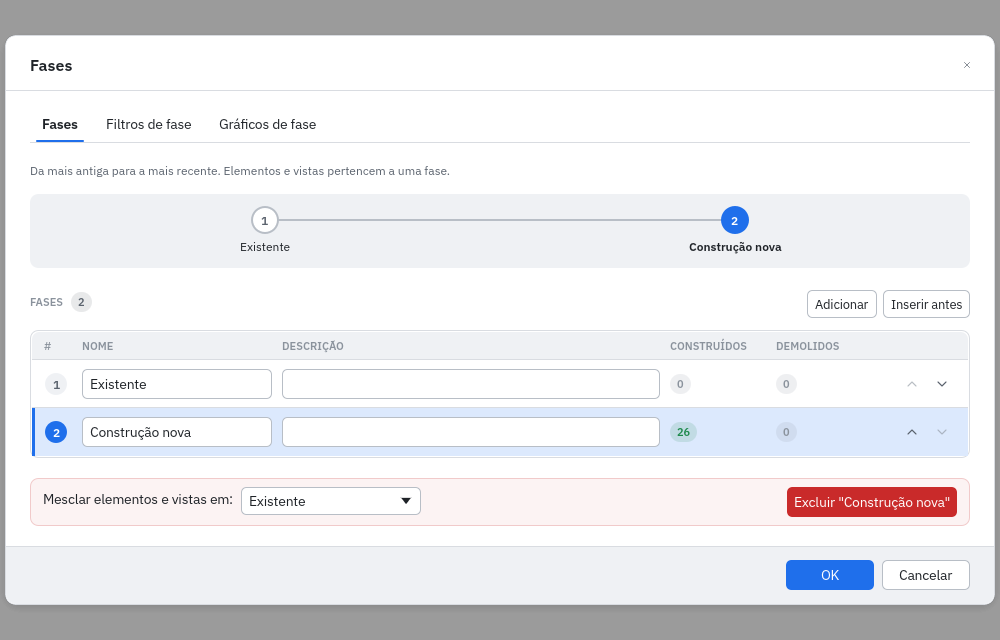 Fases
×
Fases Filtros de fase Gráficos de fase
Da mais antiga para a mais recente. Elementos e vistas pertencem a uma fase.
1 2
Existente Construção nova
FASES 2 Adicionar Inserir antes
# NOME DESCRIÇÃO CONSTRUÍDOS DEMOLIDOS
1 Existente 0 0
2 Construção nova 26 0
Mesclar elementos e vistas em: Existente Excluir "Construção nova"
OK Cancelar